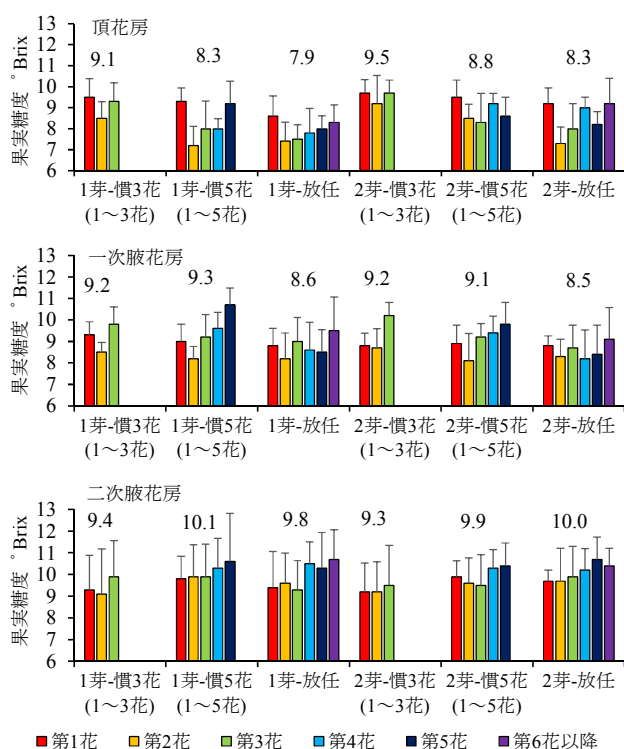 頂花房
果実糖度 °Brix
13
12
11
10
9
8
7
6
9.1 8.3 7.9 9.5 8.8 8.3
1芽-慣3花 1芽-慣5花 1芽-放任 2芽-慣3花 2芽-慣5花 2芽-放任
(1～3花) (1～5花) (1～3花) (1～5花)
一次腋花房
果実糖度 °Brix
13
12
11
10
9
8
7
6
9.2 9.3 8.6 9.2 9.1 8.5
1芽-慣3花 1芽-慣5花 1芽-放任 2芽-慣3花 2芽-慣5花 2芽-放任
(1～3花) (1～5花) (1～3花) (1～5花)
二次腋花房
果実糖度 °Brix
13
12
11
10
9
8
7
6
9.4 10.1 9.8 9.3 9.9 10.0
1芽-慣3花 1芽-慣5花 1芽-放任 2芽-慣3花 2芽-慣5花 2芽-放任
(1～3花) (1～5花) (1～3花) (1～5花)
第1花 第2花 第3花 第4花 第5花 第6花以降